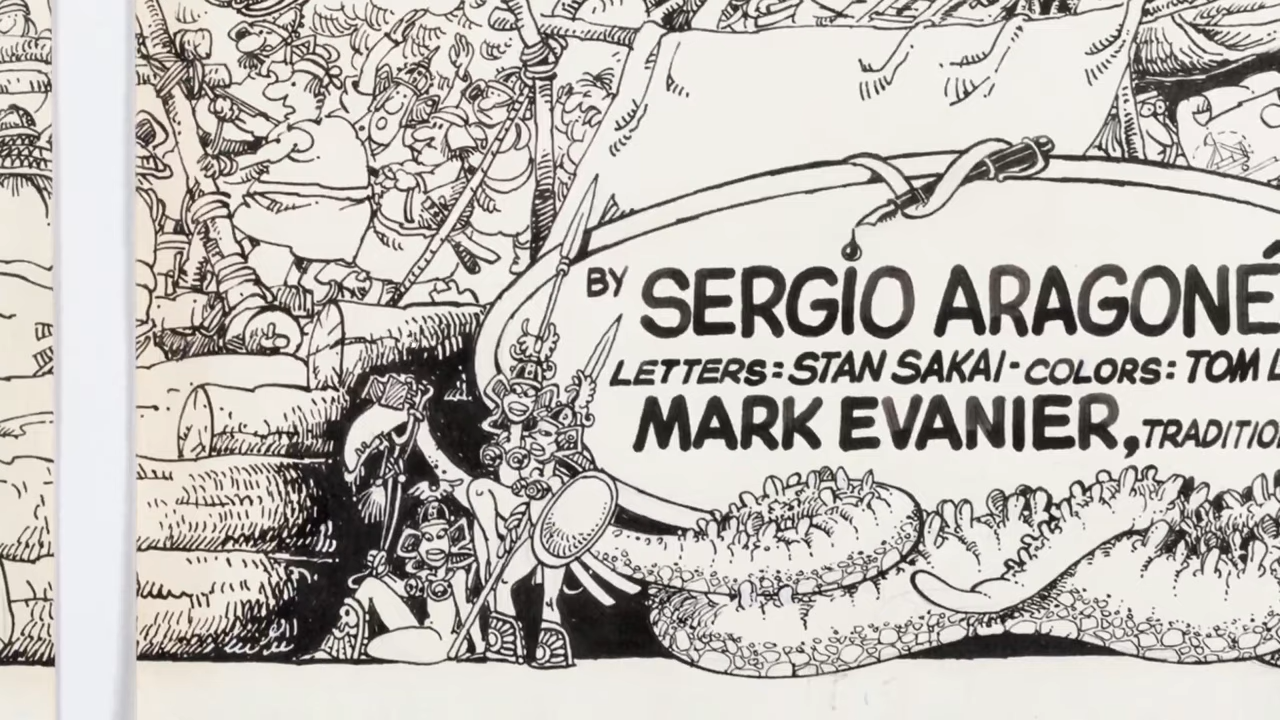 BY SERGIO ARAGONÉ
LETTERS: STAN SAKAI - COLORS: TOM L
MARK EVANIER, TRADITIO